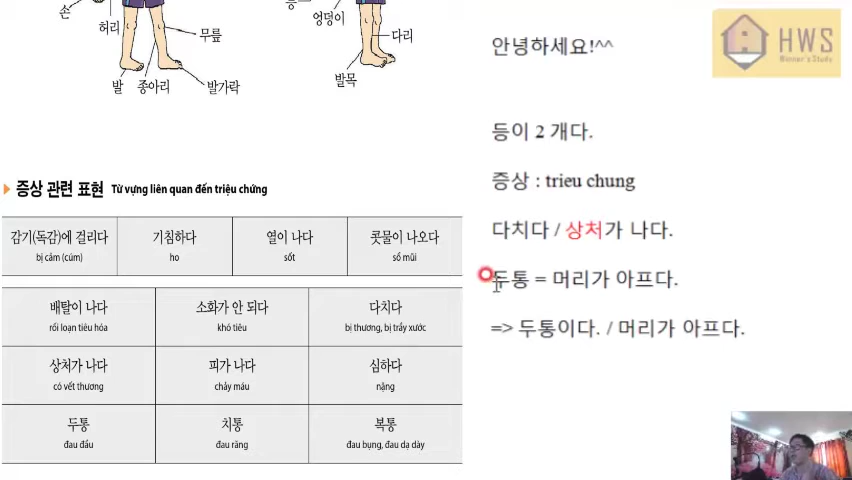 손
허리
무릎
발
종아리
발가락
등
엉덩이
다리
발목
증상 관련 표현 Từ vựng liên quan đến triệu chứng
감기(독감)에 걸리다
기침하다
열이 나다
콧물이 나오다
bị cảm (cúm)
ho
sốt
sổ mũi
배탈이 나다
소화가 안 되다
다치다
rối loạn tiêu hóa
khó tiêu
bị thương, bị trầy xước
상처가 나다
피가 나다
심하다
có vết thương
chảy máu
nặng
두통
치통
복통
đau đầu
đau răng
đau bụng, đau dạ dày
안녕하세요!^^
HWS
Winner's Study
등이 2 개다.
증상 : trieu chung
다치다 / 상처가 나다.
두통 = 머리가 아프다.
=> 두통이다. / 머리가 아프다.